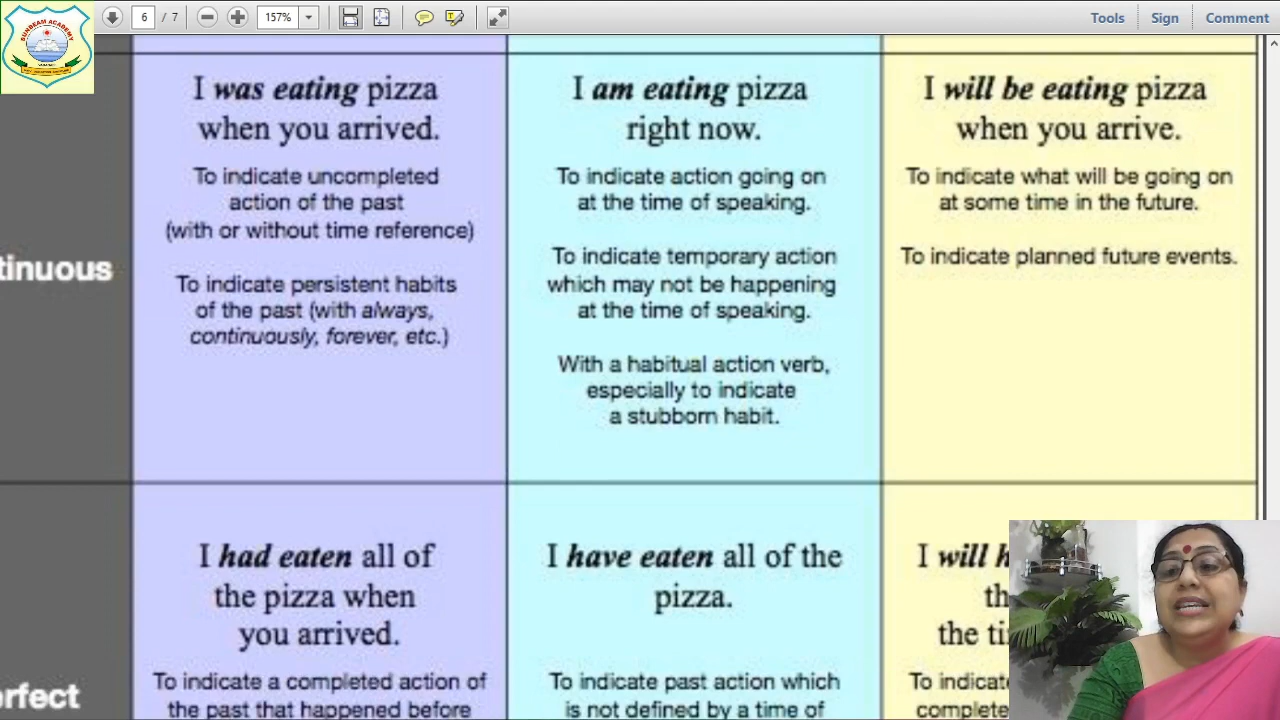 6 / 7
157%
Tools
Sign
Comment
SUNBEAM ACADEMY
I was eating pizza
when you arrived.
To indicate uncompleted
action of the past
(with or without time reference)
To indicate persistent habits
of the past (with always,
continuously, forever, etc.)
I am eating pizza
right now.
To indicate action going on
at the time of speaking.
To indicate temporary action
which may not be happening
at the time of speaking.
With a habitual action verb,
especially to indicate
a stubborn habit.
I will be eating pizza
when you arrive.
To indicate what will be going on
at some time in the future.
To indicate planned future events.
tinuous
I had eaten all of
the pizza when
you arrived.
To indicate a completed action of
the past that happened before
I have eaten all of the
pizza.
To indicate past action which
is not defined by a time of
I will h
th
the ti
To indicat
complete
erfect